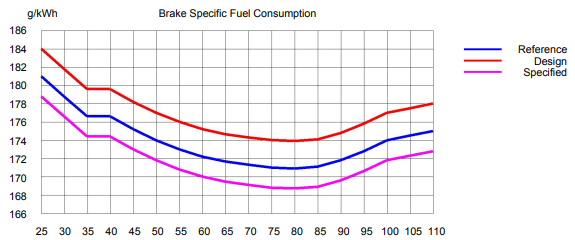 g/kWh Brake Specific Fuel Consumption
186
184
182
180
178
176
174
172
170
168
166
25 30 35 40 45 50 55 60 65 70 75 80 85 90 95 100 105 110
Reference
Design
Specified